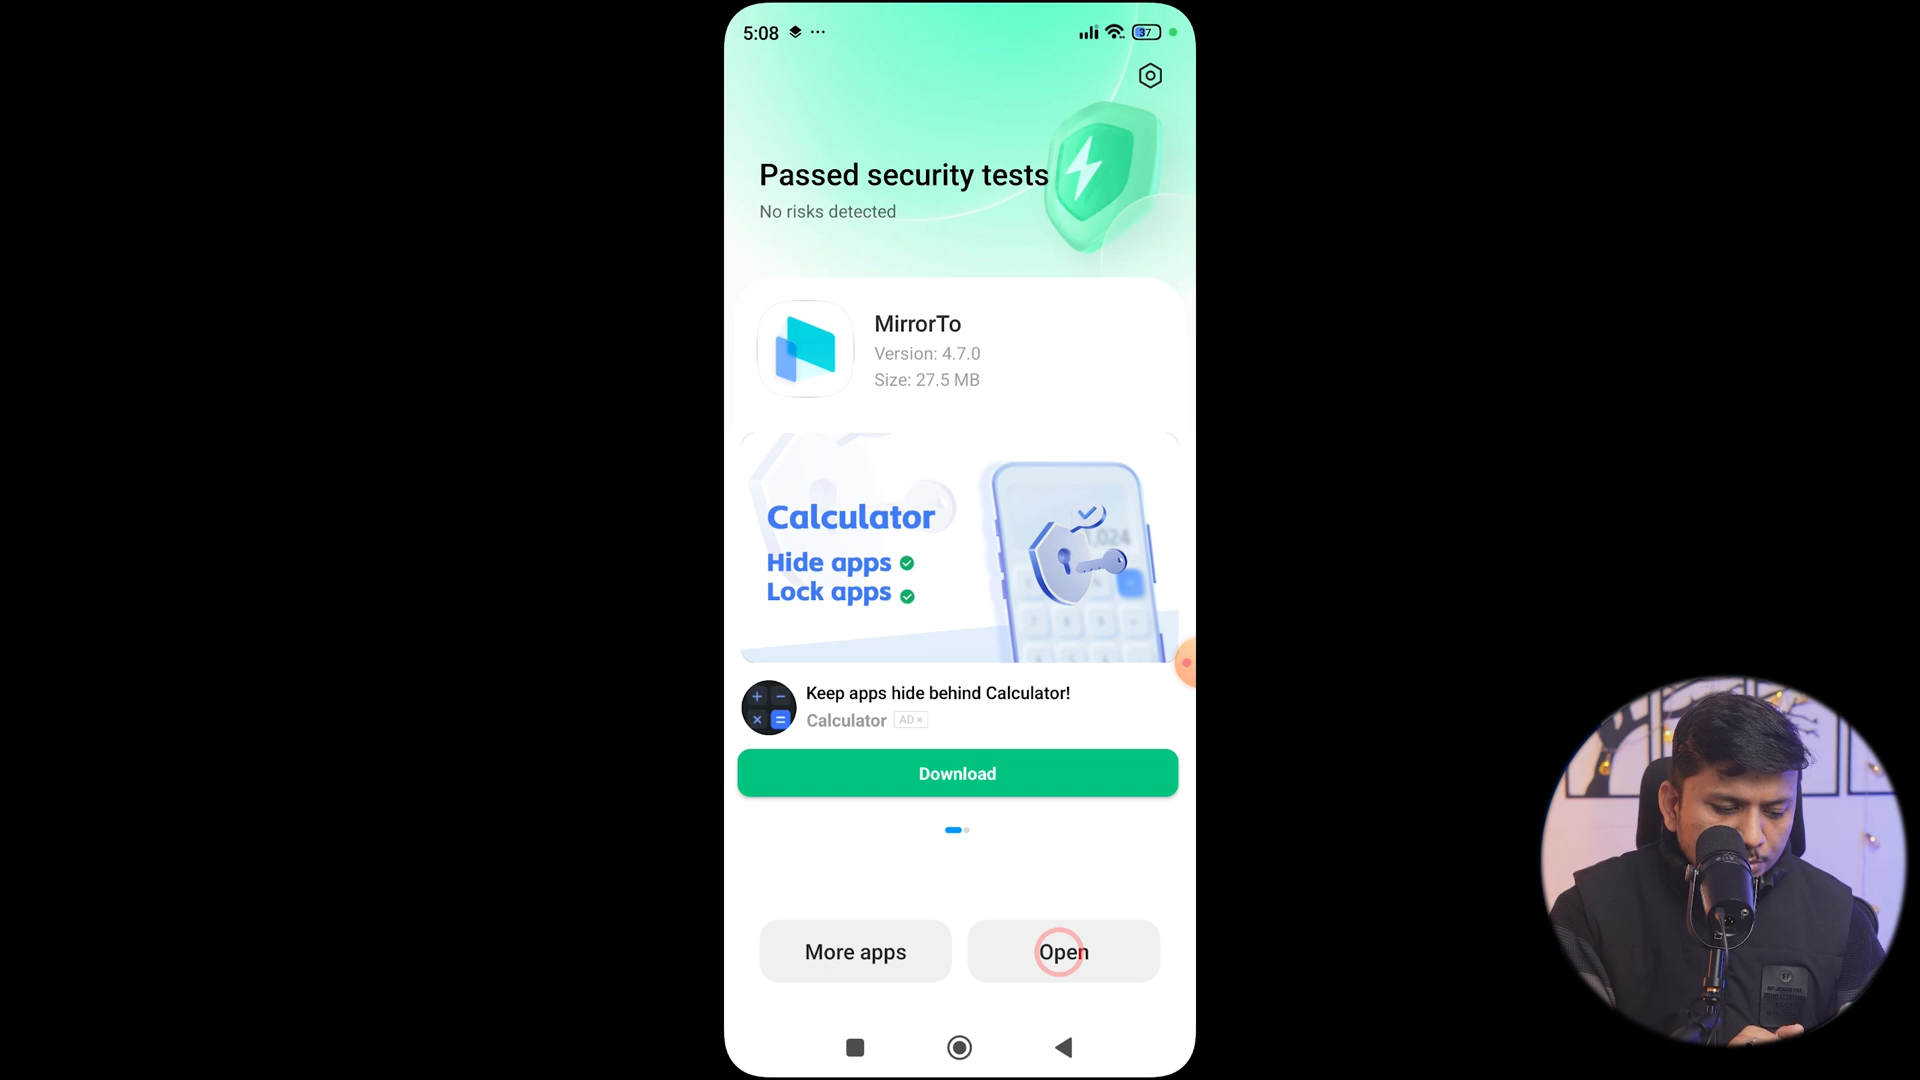 5:08
37
Passed security tests
No risks detected
MirrorTo
Version: 4.7.0
Size: 27.5 MB
Calculator
Hide apps
Lock apps
Keep apps hide behind Calculator!
Calculator AD ×
Download
More apps
Open